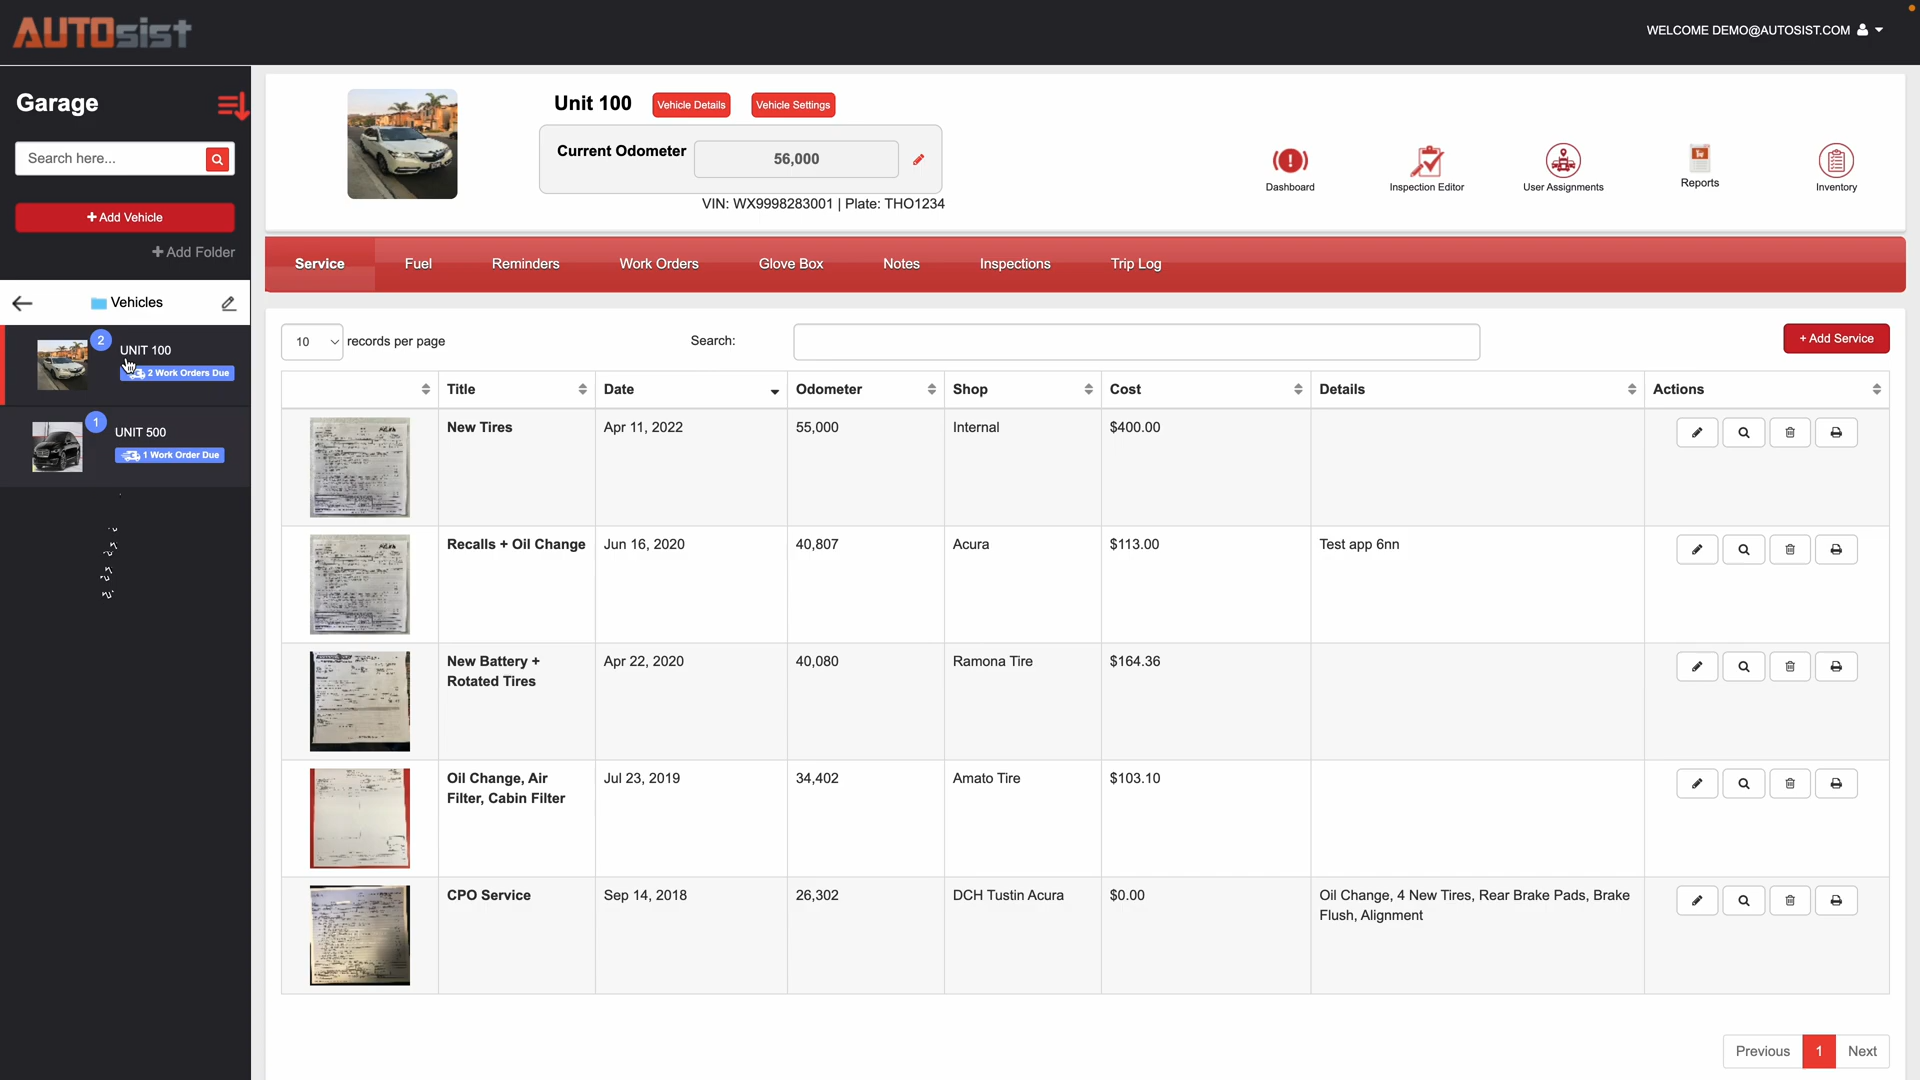 AUTOsist
WELCOME DEMO@AUTOSIST.COM
Garage
Search here...
+ Add Vehicle
+ Add Folder
Vehicles
2
UNIT 100
2 Work Orders Due
1
UNIT 500
1 Work Order Due
Unit 100
Vehicle Details
Vehicle Settings
Current Odometer
56,000
VIN: WX9998283001 | Plate: THO1234
Dashboard
Inspection Editor
User Assignments
Reports
Inventory
Service
Fuel
Reminders
Work Orders
Glove Box
Notes
Inspections
Trip Log
10 records per page
Search:
+ Add Service
Title Date Odometer Shop Cost Details Actions
New Tires Apr 11, 2022 55,000 Internal $400.00
Recalls + Oil Change Jun 16, 2020 40,807 Acura $113.00 Test app 6nn
New Battery + Apr 22, 2020 40,080 Ramona Tire $164.36
Rotated Tires
Oil Change, Air Jul 23, 2019 34,402 Amato Tire $103.10
Filter, Cabin Filter
CPO Service Sep 14, 2018 26,302 DCH Tustin Acura $0.00 Oil Change, 4 New Tires, Rear Brake Pads, Brake
Flush, Alignment
Previous 1 Next